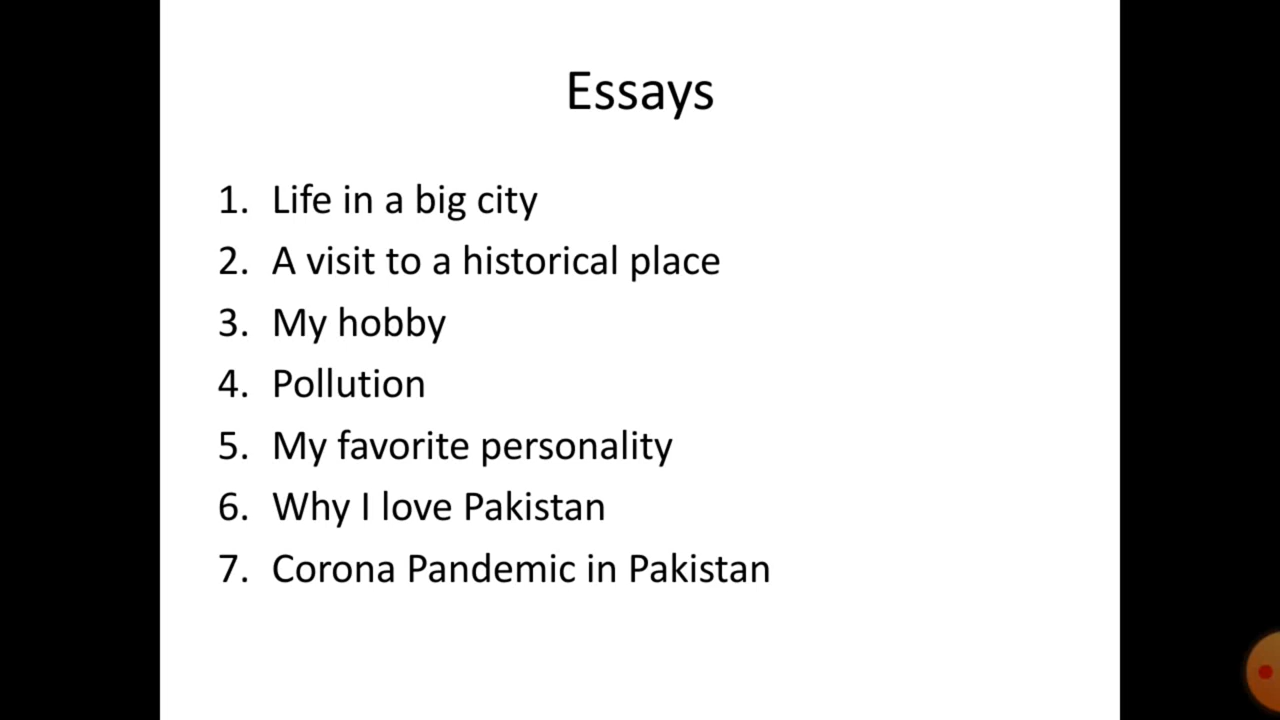 Essays
1. Life in a big city
2. A visit to a historical place
3. My hobby
4. Pollution
5. My favorite personality
6. Why I love Pakistan
7. Corona Pandemic in Pakistan